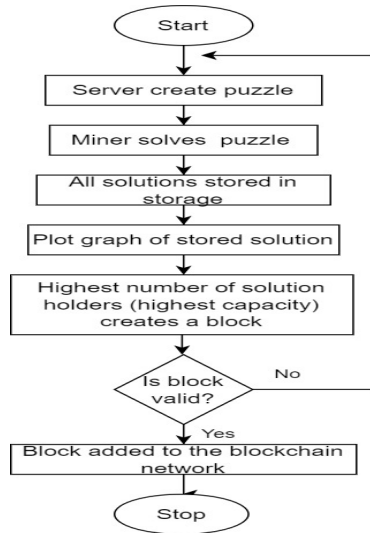 Start
Server create puzzle
Miner solves puzzle
All solutions stored in
storage
Plot graph of stored solution
Highest number of solution
holders (highest capacity)
creates a block
Is block
valid?
No
Yes
Block added to the blockchain
network
Stop